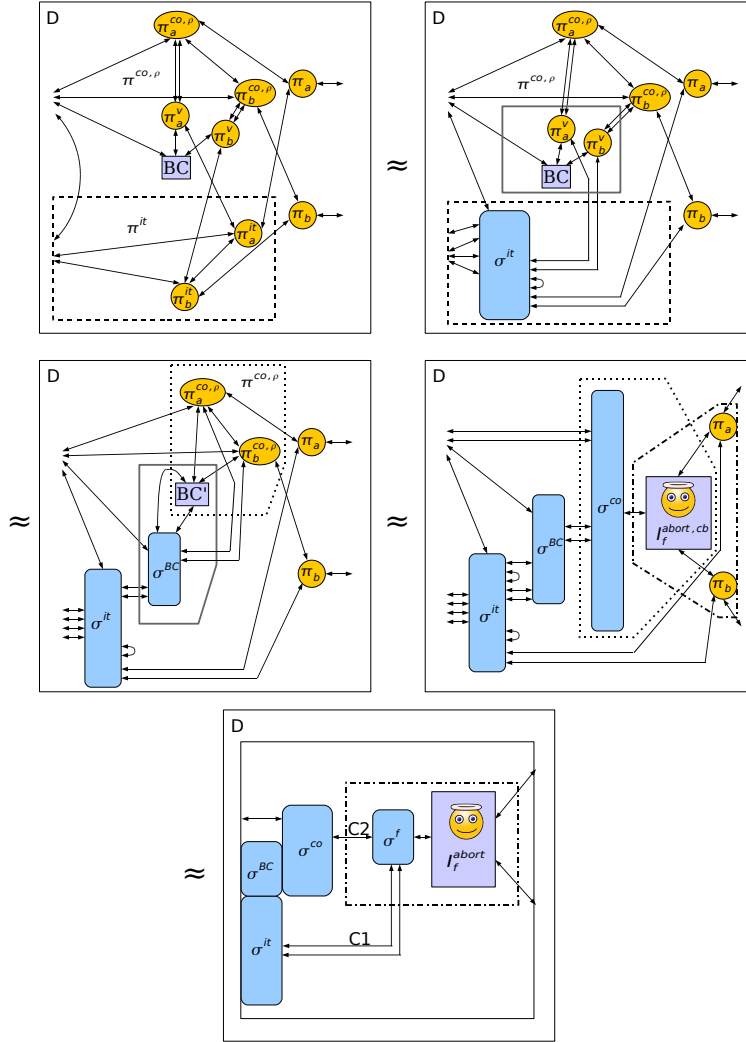 D
π_a^{co,ρ}
π^{co,ρ}
π_b^{co,ρ}
π_a
π_a^v
π_b^v
BC
π_b
π^{it}
π_a^{it}
π_b^{it}
≈
D
π_a^{co,ρ}
π^{co,ρ}
π_b^{co,ρ}
π_a
π_a^v
π_b^v
BC
π_b
σ^{it}
≈
D
π_a^{co,ρ}
π^{co,ρ}
π_b^{co,ρ}
π_a
BC'
σ^{BC}
π_b
σ^{it}
≈
D
π_a
σ^{co}
I_f^{abort,cb}
σ^{BC}
π_b
σ^{it}
≈
D
C2
σ^{co}
σ^f
I_f^{abort}
σ^{BC}
C1
σ^{it}